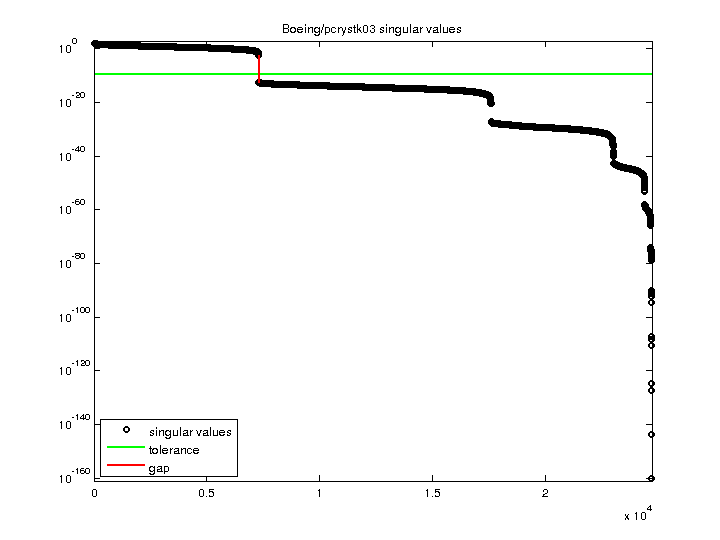 Boeing/pcrystk03 singular values
10^0
10^-20
10^-40
10^-60
10^-80
10^-100
10^-120
10^-140
10^-160
singular values
tolerance
gap
0 0.5 1 1.5 2
x 10^4